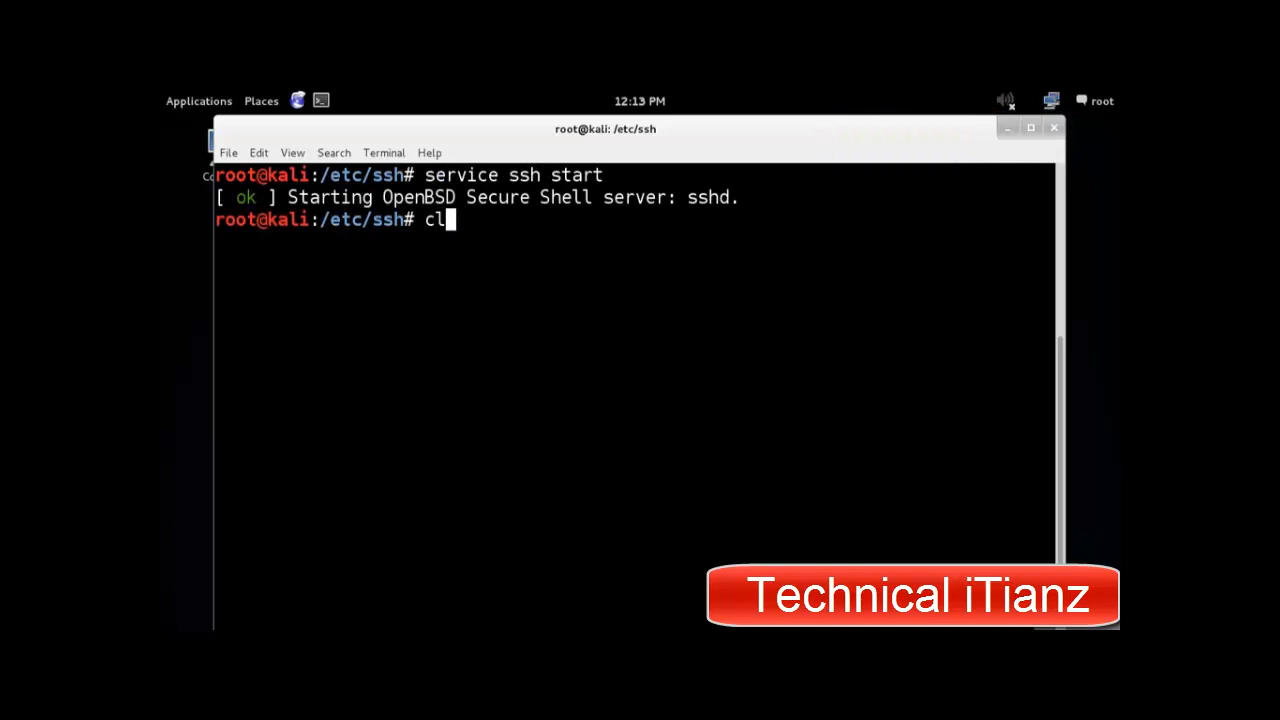 Applications Places 12:13 PM root
root@kali: /etc/ssh
File Edit View Search Terminal Help
root@kali:/etc/ssh# service ssh start
[ ok ] Starting OpenBSD Secure Shell server: sshd.
root@kali:/etc/ssh# cl
Technical iTianz